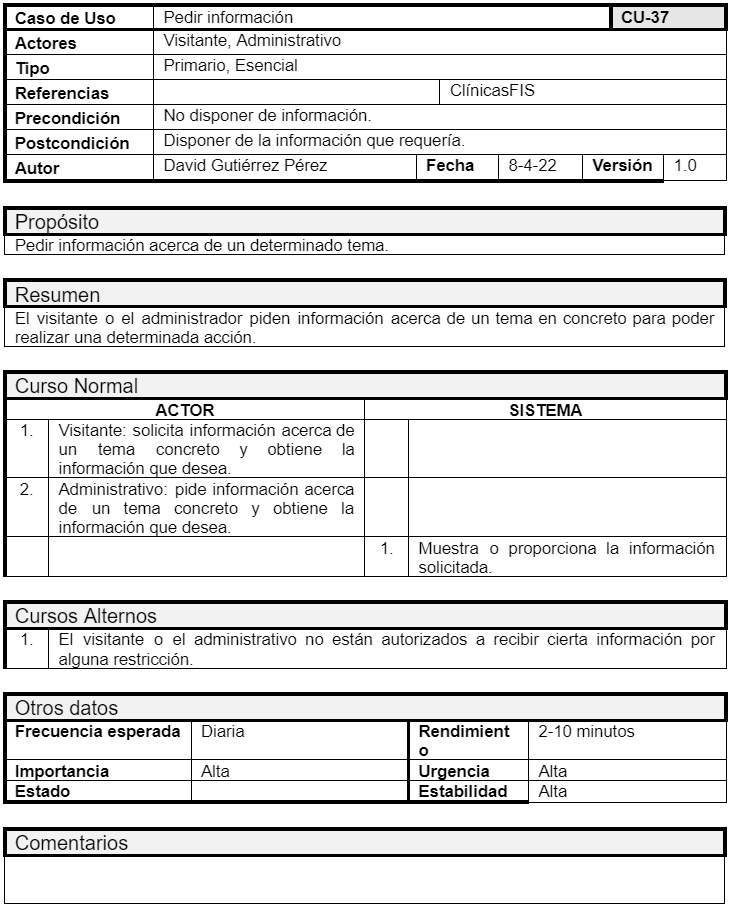 Caso de Uso Pedir información CU-37
Actores Visitante, Administrativo
Tipo Primario, Esencial
Referencias ClínicasFIS
Precondición No disponer de información.
Postcondición Disponer de la información que requería.
Autor David Gutiérrez Pérez Fecha 8-4-22 Versión 1.0
Propósito
Pedir información acerca de un determinado tema.
Resumen
El visitante o el administrador piden información acerca de un tema en concreto para poder
realizar una determinada acción.
Curso Normal
ACTOR SISTEMA
1. Visitante: solicita información acerca de
un tema concreto y obtiene la
información que desea.
2. Administrativo: pide información acerca
de un tema concreto y obtiene la
información que desea.
1. Muestra o proporciona la información
solicitada.
Cursos Alternos
1. El visitante o el administrativo no están autorizados a recibir cierta información por
alguna restricción.
Otros datos
Frecuencia esperada Diaria Rendimient 2-10 minutos
o
Importancia Alta Urgencia Alta
Estado Estabilidad Alta
Comentarios